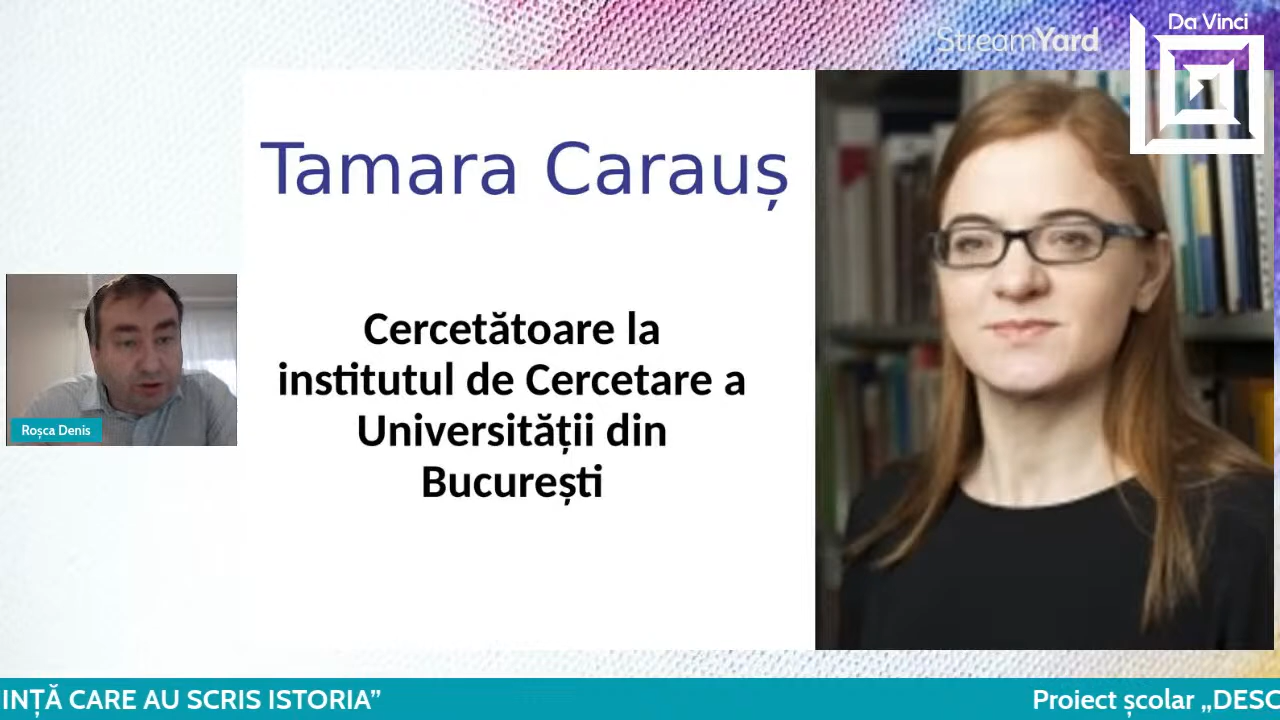 StreamYard
Da Vinci
Tamara Carauș
Cercetătoare la
institutul de Cercetare a
Universității din
București
Roșca Denis
INȚĂ CARE AU SCRIS ISTORIA”
Proiect școlar „DESC